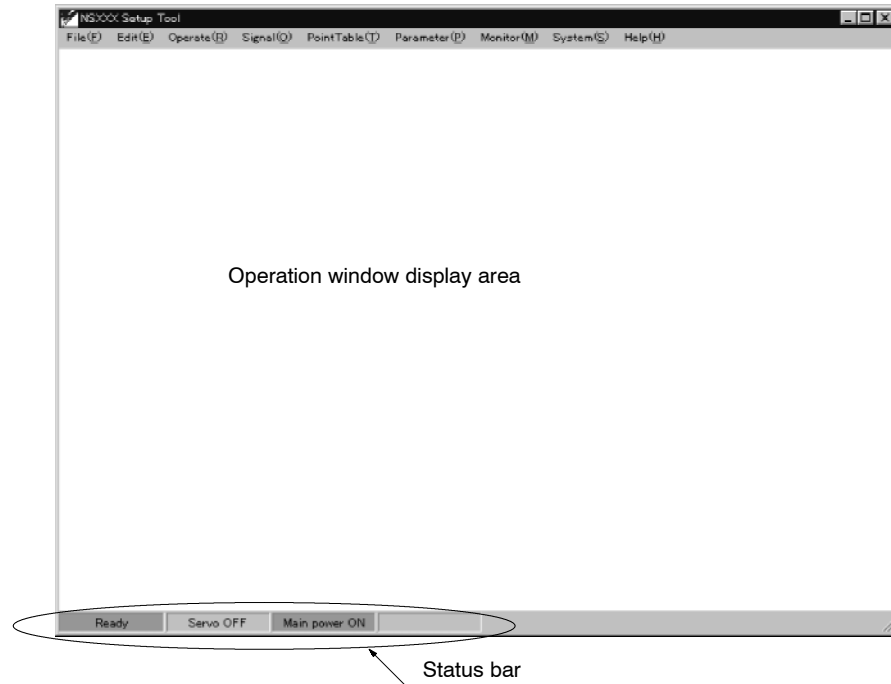 NSXXX Setup Tool
File(F) Edit(E) Operate(R) Signal(O) PointTable(T) Parameter(P) Monitor(M) System(S) Help(H)
Operation window display area
Ready Servo OFF Main power ON
Status bar